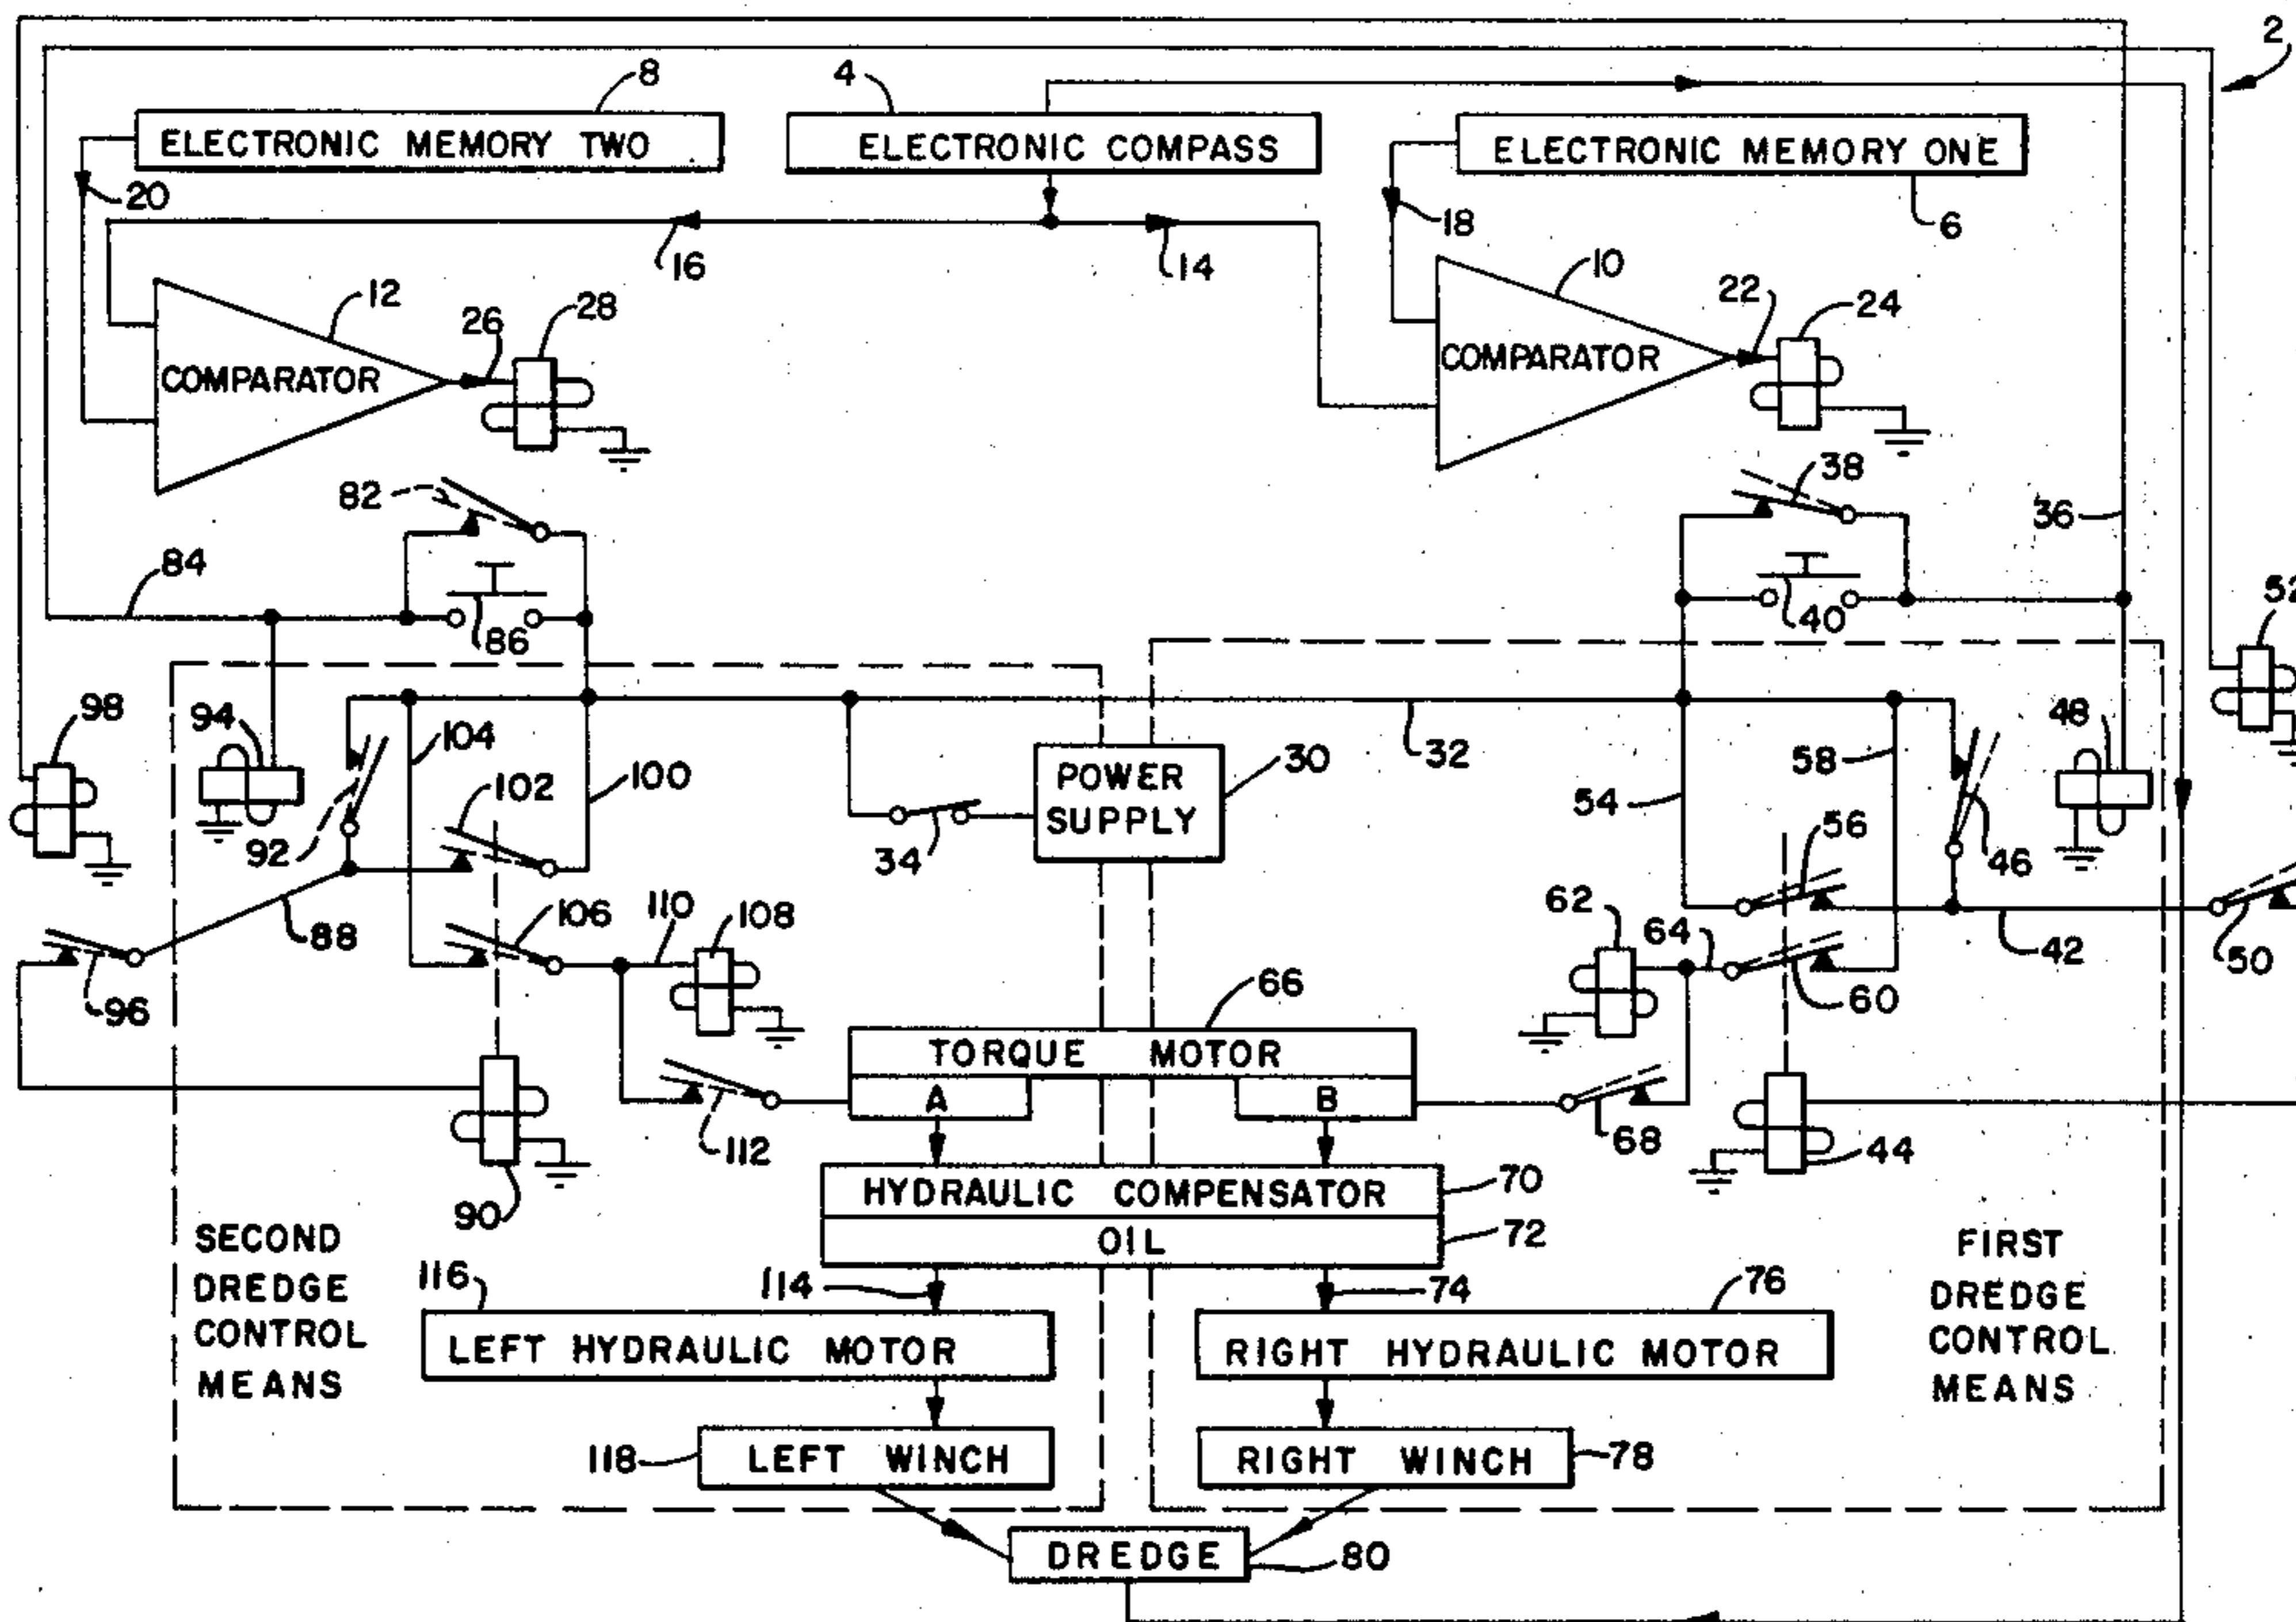 2
8
4
ELECTRONIC MEMORY TWO
ELECTRONIC COMPASS
ELECTRONIC MEMORY ONE
20
18
6
16
14
12
10
26
28
22
24
COMPARATOR
COMPARATOR
82
38
36
84
86
40
98
94
104
102
100
92
34
POWER
SUPPLY
30
32
54
58
56
48
46
52
88
96
106
110
108
66
62
64
60
42
50
TORQUE MOTOR
A
B
112
68
44
90
HYDRAULIC COMPENSATOR
70
OIL
72
SECOND
DREDGE
CONTROL
MEANS
FIRST
DREDGE
CONTROL
MEANS
116
114
74
76
LEFT HYDRAULIC MOTOR
RIGHT HYDRAULIC MOTOR
118
LEFT WINCH
RIGHT WINCH
78
DREDGE
80